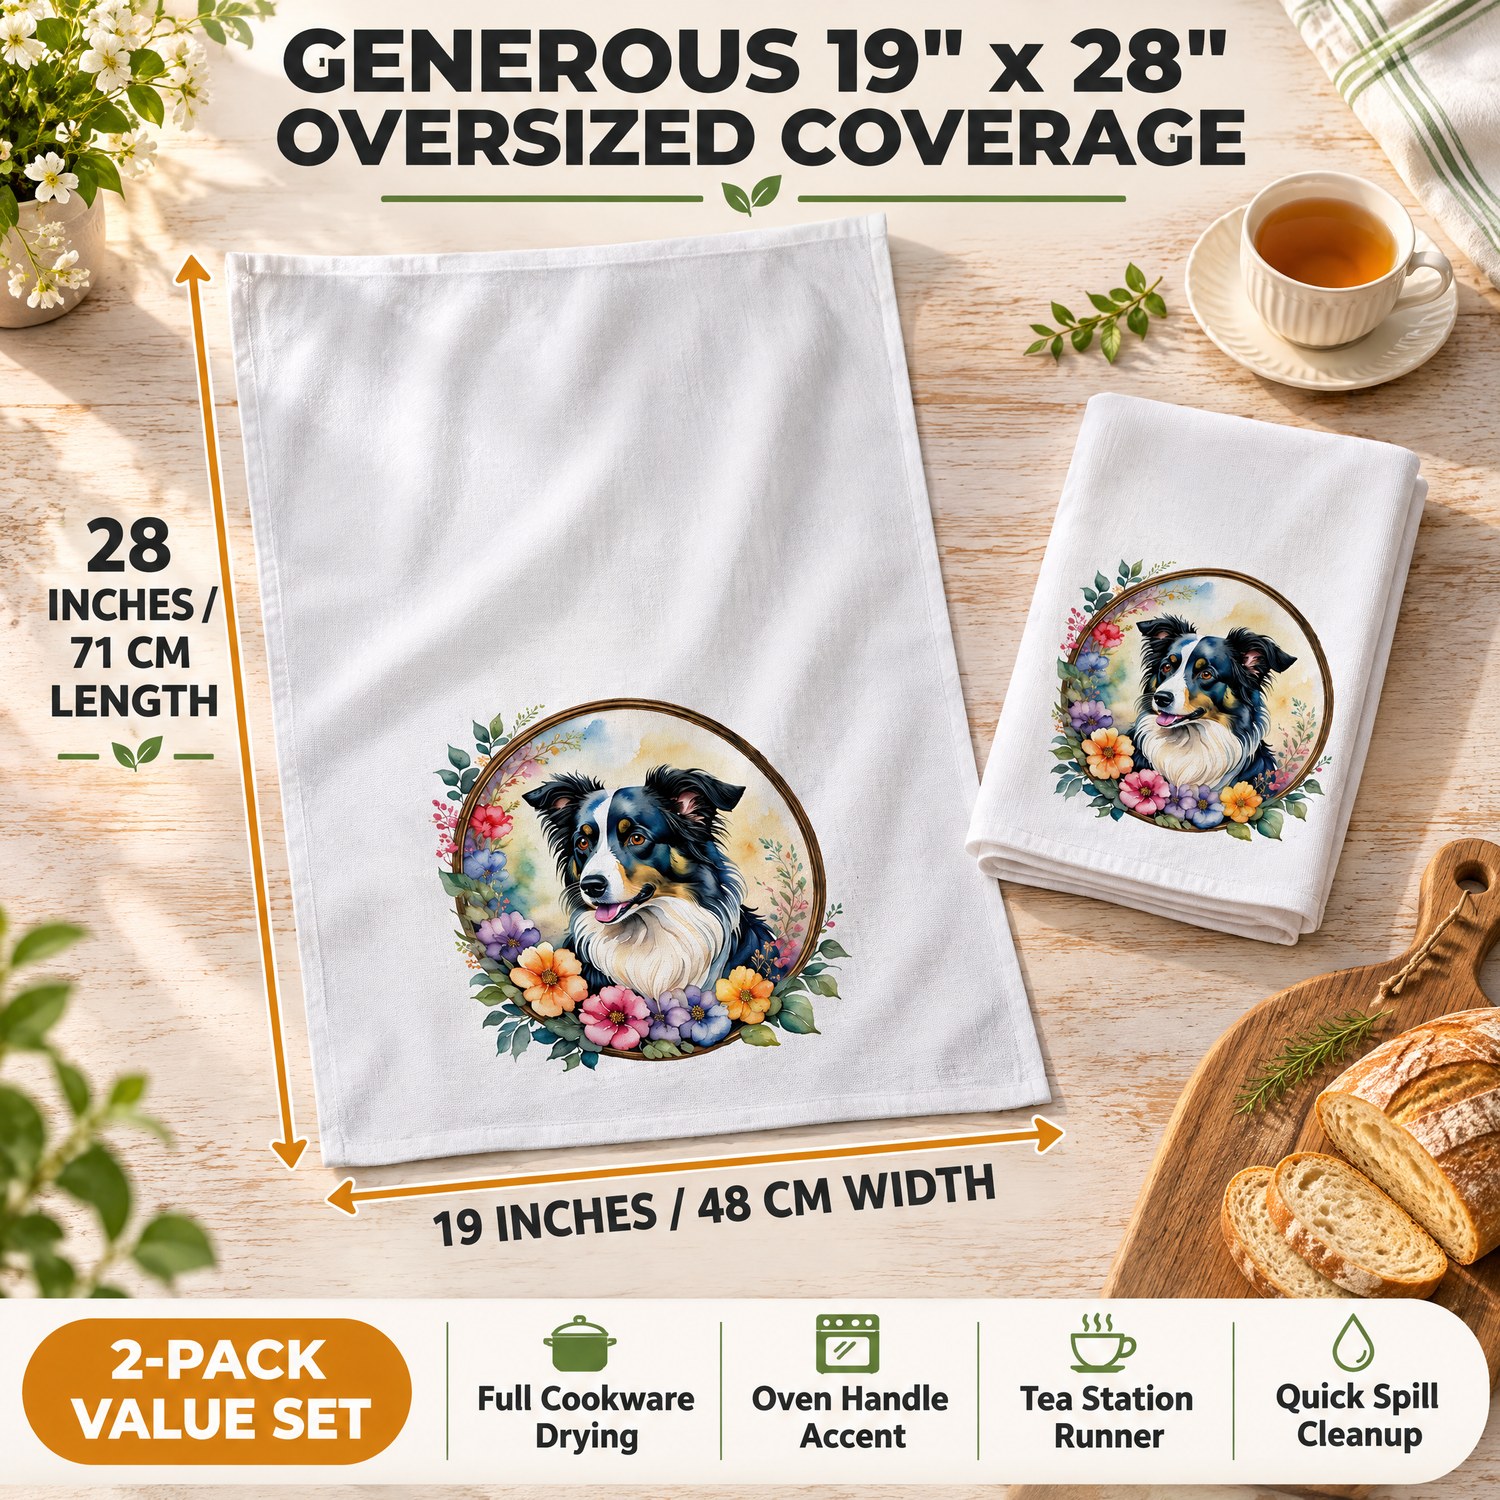 GENEROUS 19" x 28"
OVERSIZED COVERAGE
28
INCHES /
71 CM
LENGTH
19 INCHES / 48 CM WIDTH
2-PACK
VALUE SET
Full Cookware
Drying
Oven Handle
Accent
Tea Station
Runner
Quick Spill
Cleanup